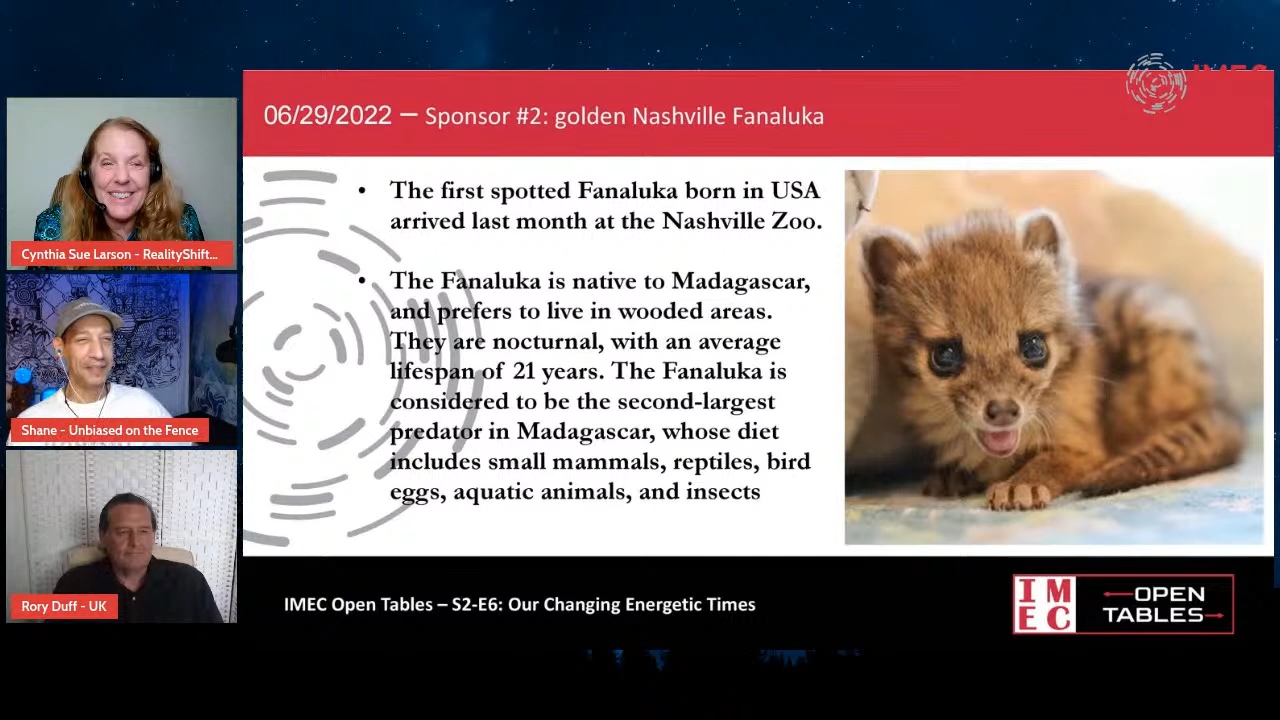 06/29/2022 – Sponsor #2: golden Nashville Fanaluka
• The first spotted Fanaluka born in USA
arrived last month at the Nashville Zoo.
• The Fanaluka is native to Madagascar,
and prefers to live in wooded areas.
They are nocturnal, with an average
lifespan of 21 years. The Fanaluka is
considered to be the second-largest
predator in Madagascar, whose diet
includes small mammals, reptiles, bird
eggs, aquatic animals, and insects
Cynthia Sue Larson - RealityShift...
Shane - Unbiased on the Fence
Rory Duff - UK
IMEC Open Tables – S2-E6: Our Changing Energetic Times
IM
EC
OPEN
TABLES